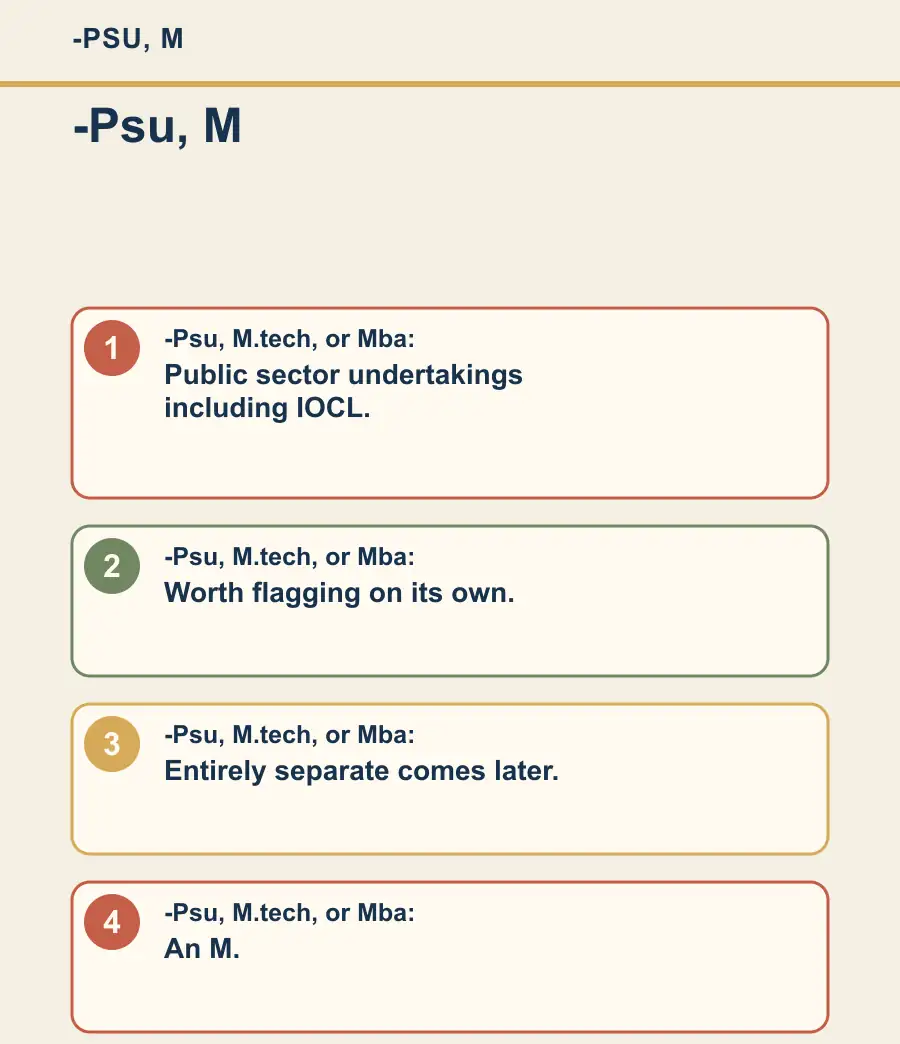 -PSU, M
-Psu, M
1
-Psu, M.tech, or Mba:
Public sector undertakings
including IOCL.
2
-Psu, M.tech, or Mba:
Worth flagging on its own.
3
-Psu, M.tech, or Mba:
Entirely separate comes later.
4
-Psu, M.tech, or Mba:
An M.